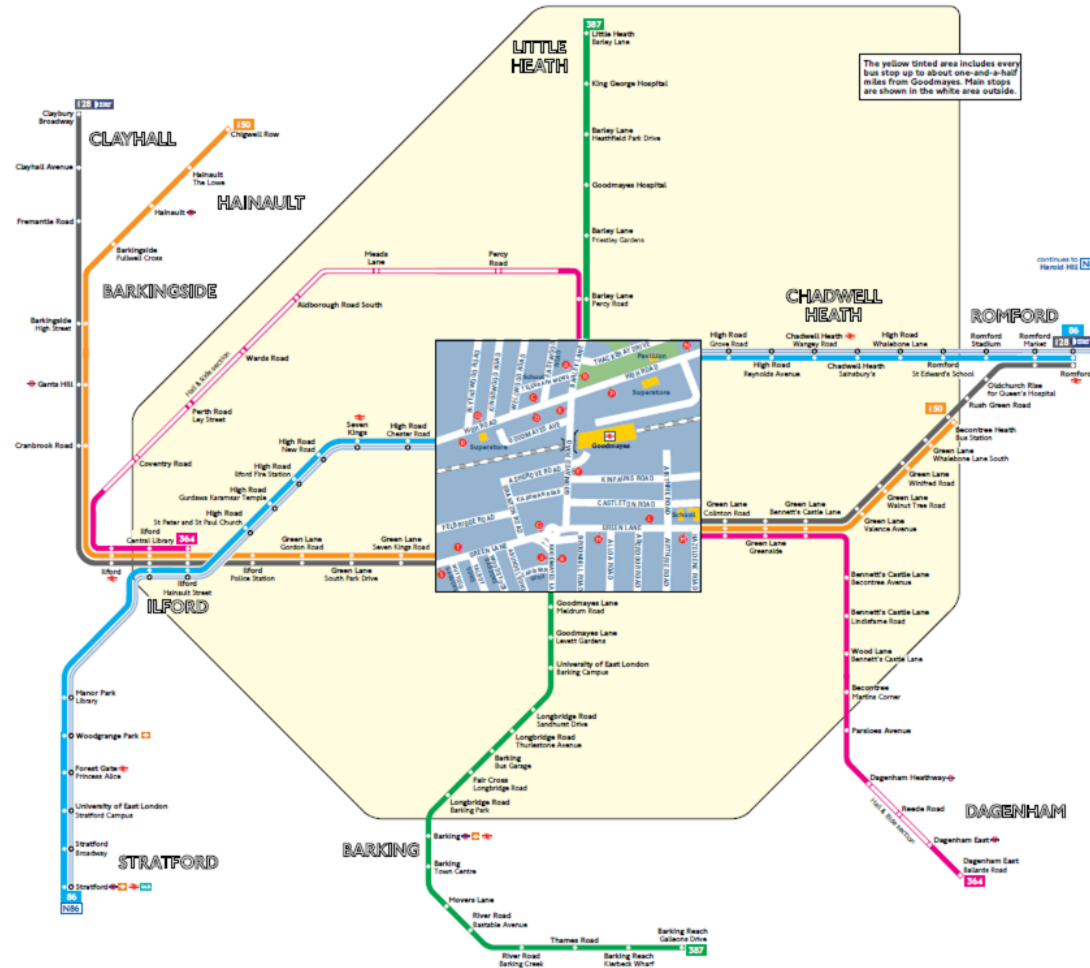 387
Little Heath
Barley Lane
LITTLE
HEATH
King George Hospital
The yellow tinted area includes every
bus stop up to about one-and-a-half
miles from Goodmayes. Main stops
are shown in the white area outside.
128
Claybury
Broadway
150
Chigwell Row
CLAYHALL
Barley Lane
Heathfield Park Drive
Clayhall Avenue
Hainault
The Lowe
Goodmayes Hospital
HAINAULT
Fremantle Road
Hainault
Barkingside
Fullwell Cross
Barley Lane
Priestley Gardens
Meads
Lane
Percy
Road
continues to
Harold Hill
BARKINGSIDE
Aldborough Road South
Barley Lane
Percy Road
CHADWELL
HEATH
ROMFORD
Barkingside
High Street
86
128
High Road
Grove Road
Chadwell Heath
Wangey Road
High Road
Whalebone Lane
Romford
Stadium
Romford
Market
Wards Road
Hail & Ride section
High Road
Reynolds Avenue
Chadwell Heath
Sainsbury's
Romford
St Edward's School
Romford
Gants Hill
Perth Road
Ley Street
Oldchurch Rise
for Queen's Hospital
Rush Green Road
150
Becontree Heath
Bus Station
Seven
Kings
High Road
Chester Road
High Road
New Road
Cranbrook Road
Coventry Road
High Road
Ilford Fire Station
High Road
Gurdawa Karamsar Temple
High Road
St Peter and St Paul Church
Green Lane
Whalebone Lane South
Green Lane
Winifred Road
Green Lane
Walnut Tree Road
Green Lane
Valence Avenue
THACKERAY DRIVE
Pavilion
HIGH ROAD
School
Superstore
HIGH ROAD
GOODMAYES AVE
Superstore
Goodmayes
ASHGROVE ROAD
KINFAUNS ROAD
CASTLETON ROAD
School
GREEN LANE
GREEN LANE
Green Lane
Colinton Road
Green Lane
Bennett's Castle Lane
Green Lane
Greenside
Ilford
Central Library
364
Green Lane
Gordon Road
Green Lane
Seven Kings Road
Ilford
Ilford
Hainault Street
Ilford
Police Station
Green Lane
South Park Drive
ILFORD
Bennett's Castle Lane
Becontree Avenue
Goodmayes Lane
Meldrum Road
Bennett's Castle Lane
Lindisfarne Road
Goodmayes Lane
Levett Gardens
Wood Lane
Bennett's Castle Lane
University of East London
Barking Campus
Becontree
Martins Corner
Manor Park
Library
Longbridge Road
Sandhurst Drive
Parsloes Avenue
Woodgrange Park
Longbridge Road
Thurlestone Avenue
Barking
Bus Garage
Forest Gate
Princess Alice
Fair Cross
Longbridge Road
Dagenham Heathway
University of East London
Stratford Campus
Longbridge Road
Barking Park
Reede Road
Hail & Ride section
DAGENHAM
Barking
BARKING
Dagenham East
Stratford
Broadway
STRATFORD
Barking
Town Centre
Dagenham East
Ballards Road
364
Stratford
86
N86
Movers Lane
River Road
Bastable Avenue
Thames Road
Barking Reach
Galleons Drive
387
River Road
Barking Creek
Barking Reach
Kierbeck Wharf